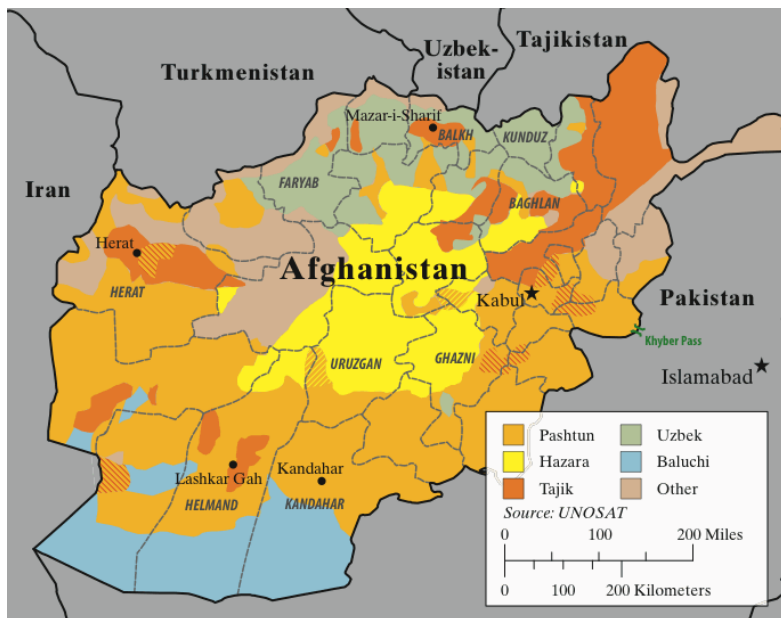 Tajikistan
Uzbek-
istan
Turkmenistan
Mazar-i-Sharif
BALKH
KUNDUZ
FARYAB
Iran
BAGHLAN
Herat
Afghanistan
HERAT
Kabul
Pakistan
Khyber Pass
URUZGAN
GHAZNI
Islamabad
Pashtun
Uzbek
Hazara
Baluchi
Tajik
Other
Source: UNOSAT
0 100 200 Miles
0 100 200 Kilometers
Lashkar Gah
Kandahar
HELMAND
KANDAHAR